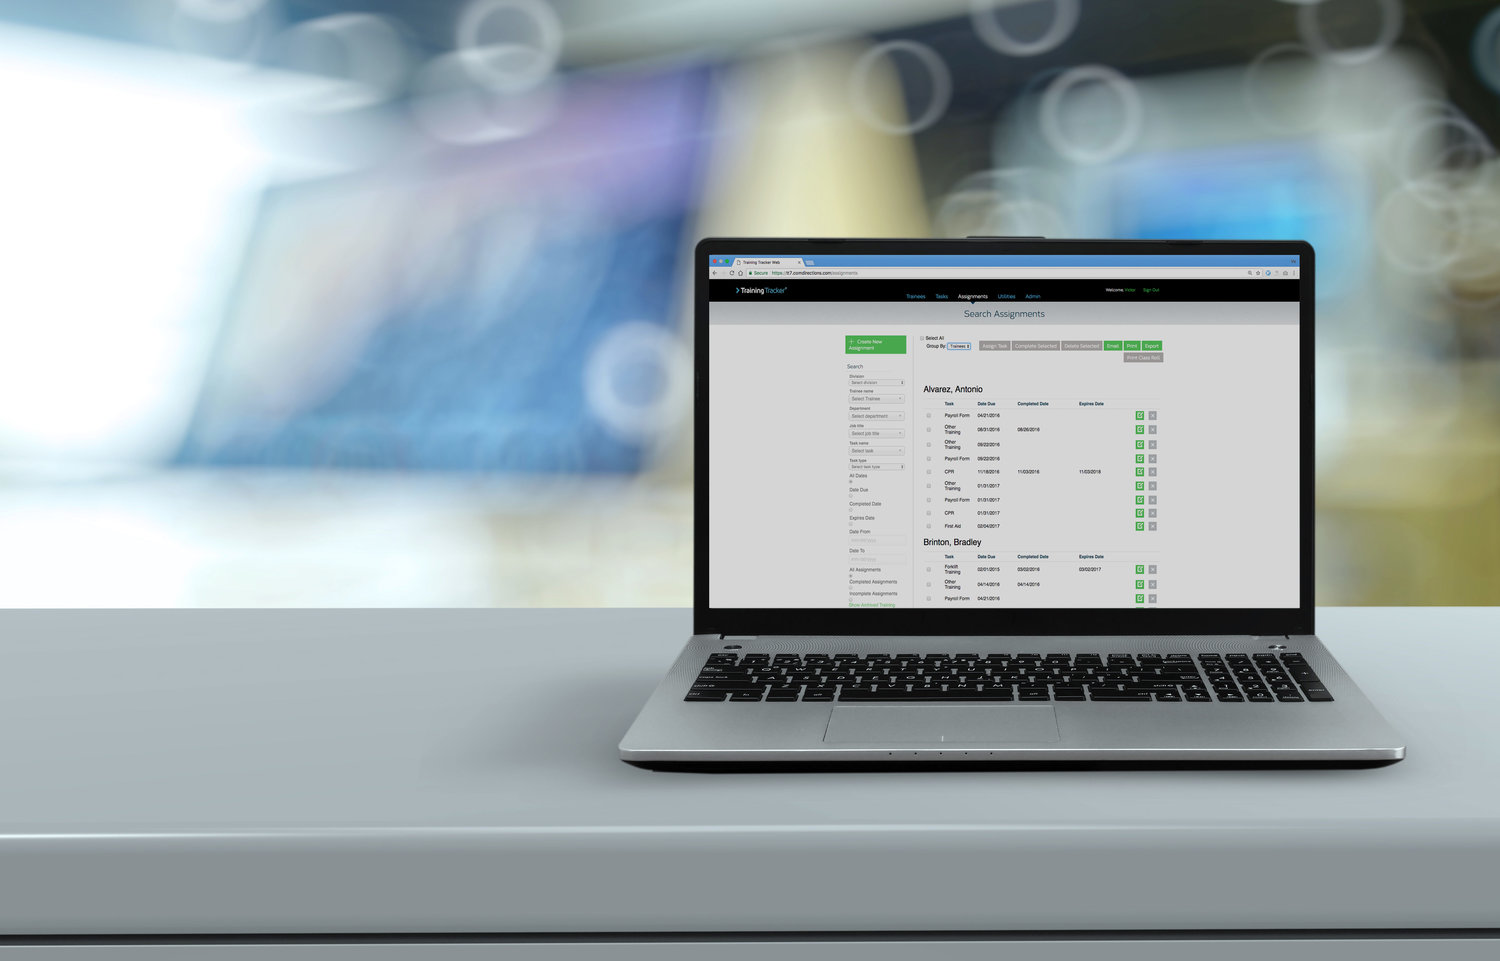 Training Tracker Web
Secure https://tr7.comdirections.com/assignments
TrainingTracker
Trainees Tasks Assignments Utilities Admin
Welcome Victor Sign Out
Search Assignments
+ Create New
Assignment
Search
Division
Select division
Trainee name
Select Trainee
Department
Select department
Job title
Select job title
Task name
Select task
Task type
Select task type
All Dates
Date Due
Completed Date
Expires Date
Date From
Date To
All Assignments
Completed Assignments
Incomplete Assignments
Show Archived Training
Select All
Group By: Trainees
Assign Task Complete Selected Delete Selected Email Print Export
Print Class Roll
Alvarez, Antonio
Task Date Due Completed Date Expires Date
Payroll Form 04/21/2016
Other
Training 08/31/2016 08/26/2016
Other
Training 09/22/2016
Payroll Form 09/22/2016
CPR 11/18/2016 11/03/2016 11/03/2018
Other
Training 01/31/2017
Payroll Form 01/31/2017
CPR 01/31/2017
First Aid 02/04/2017
Brinton, Bradley
Task Date Due Completed Date Expires Date
Forklift
Training 02/01/2015 03/02/2016 03/02/2017
Other
Training 04/14/2016 04/14/2016
Payroll Form 04/21/2016